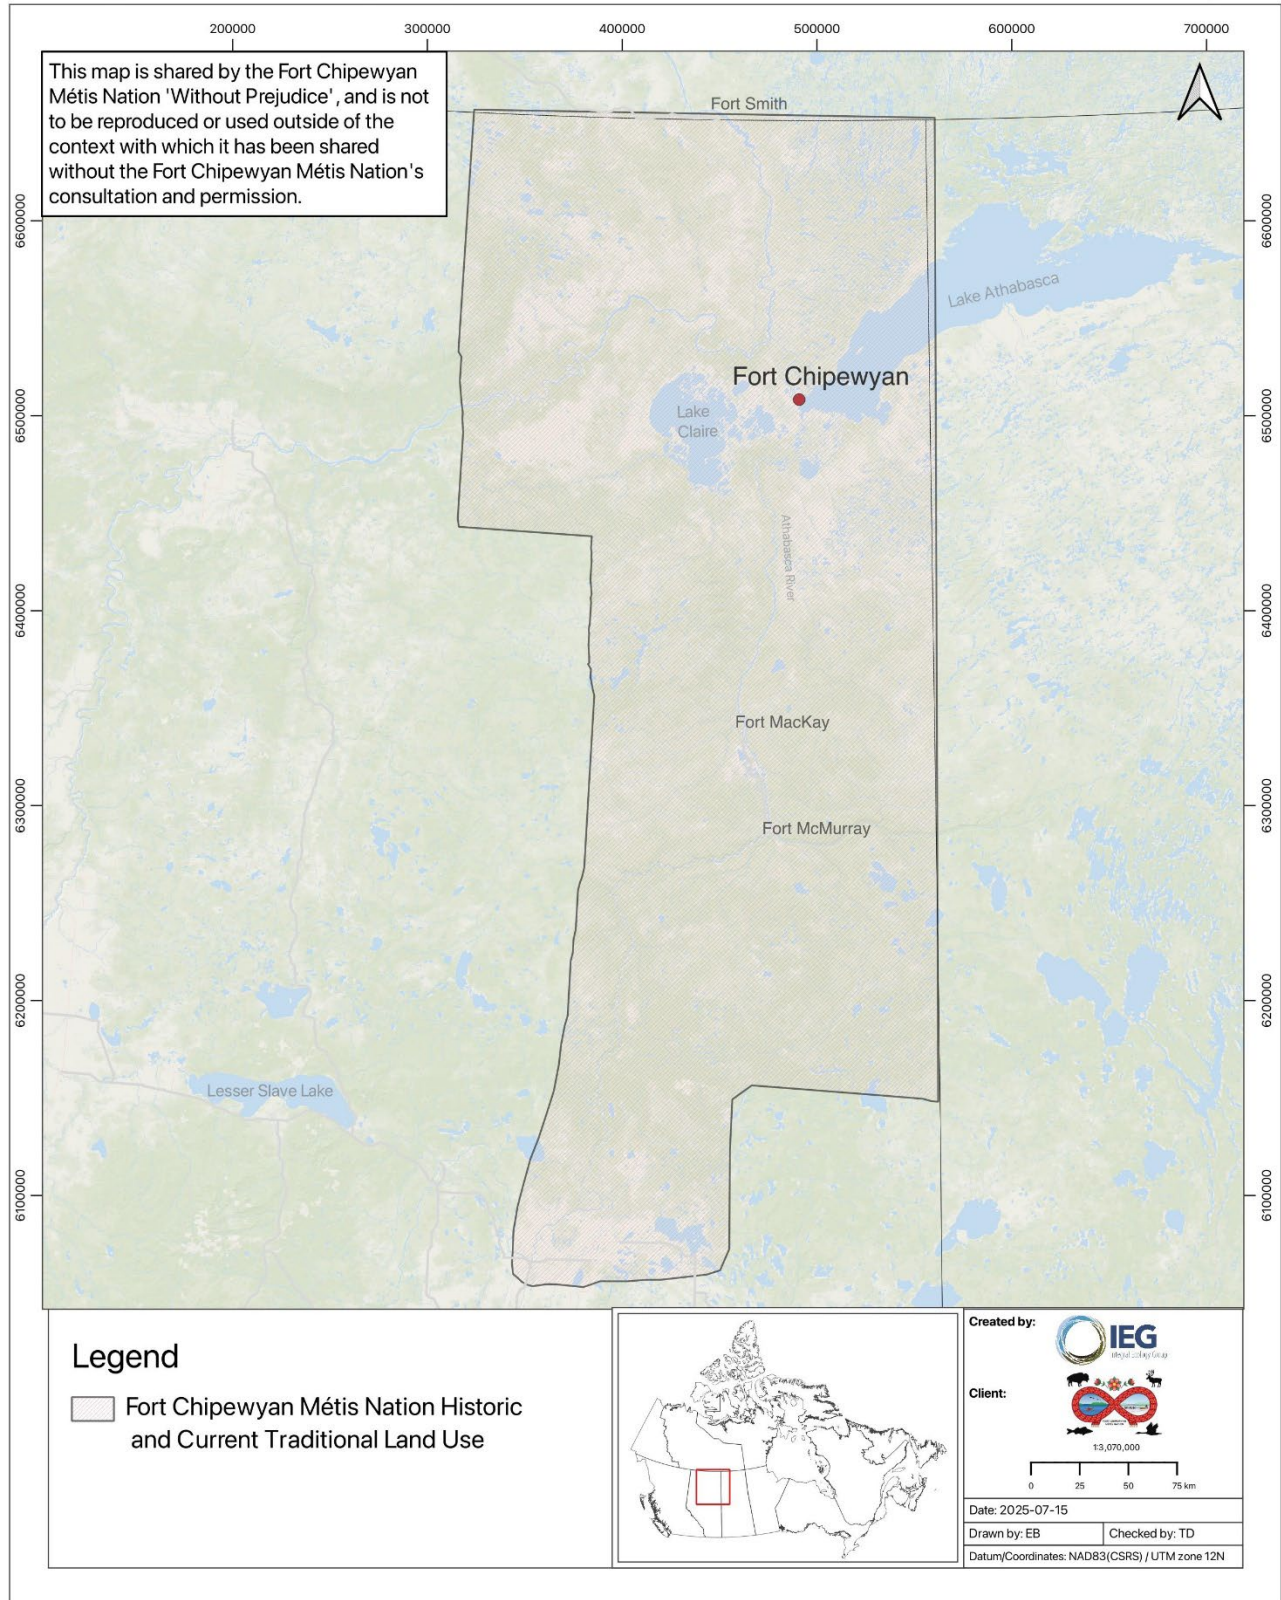 200000
300000
400000
500000
600000
700000
This map is shared by the Fort Chipewyan
Métis Nation 'Without Prejudice', and is not
to be reproduced or used outside of the
context with which it has been shared
without the Fort Chipewyan Métis Nation's
consultation and permission.
Fort Smith
6600000
6600000
Lake Athabasca
Fort Chipewyan
6500000
6500000
Lake
Claire
Athabasca River
6400000
6400000
Fort MacKay
6300000
6300000
Fort McMurray
6200000
6200000
Lesser Slave Lake
6100000
6100000
Legend
Fort Chipewyan Métis Nation Historic
and Current Traditional Land Use
Created by:
IEG
Integral Ecology Group
Client:
1:3,070,000
0 25 50 75 km
Date: 2025-07-15
Drawn by: EB
Checked by: TD
Datum/Coordinates: NAD83(CSRS) / UTM zone 12N